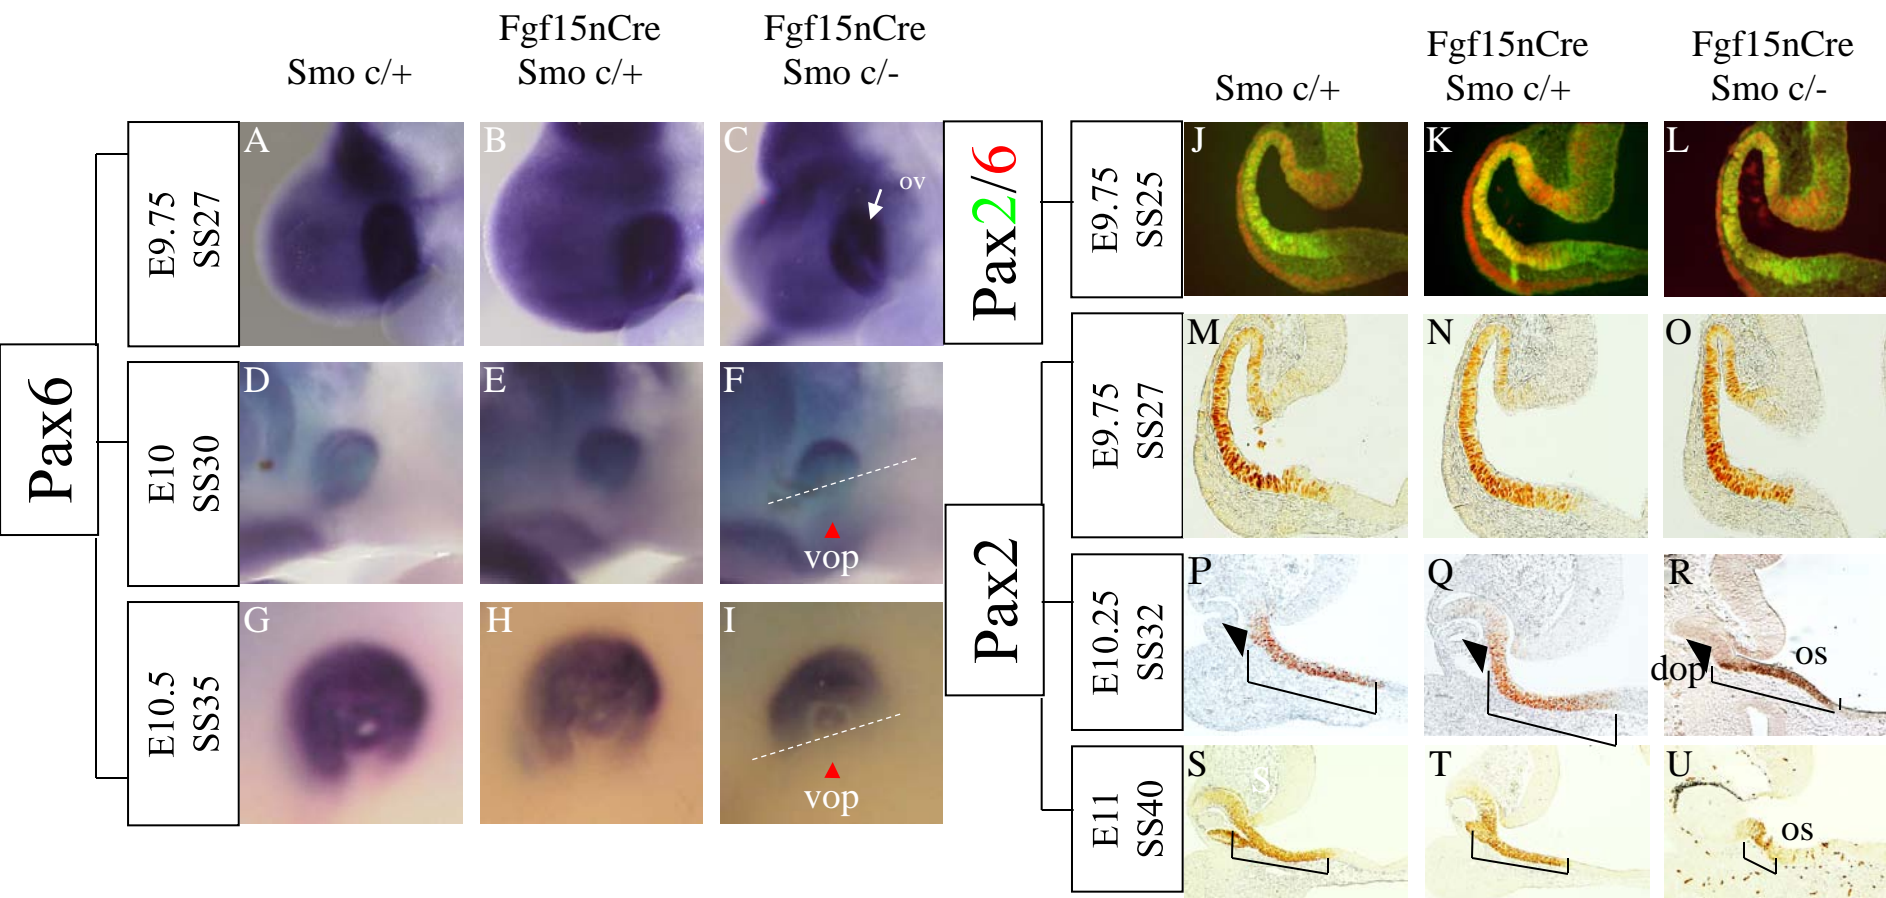 Fgf15nCre
Fgf15nCre
Smo c/+
Smo c/+
Smo c/-
Pax6
E9.75
SS27
A
B
C
ov
E10
SS30
D
E
F
vop
E10.5
SS35
G
H
I
vop
Fgf15nCre
Fgf15nCre
Smo c/+
Smo c/+
Smo c/-
Pax2/6
E9.75
SS25
J
K
L
Pax2
E9.75
SS27
M
N
O
E10.25
SS32
P
Q
R
dop
os
E11
SS40
S
S
T
U
os